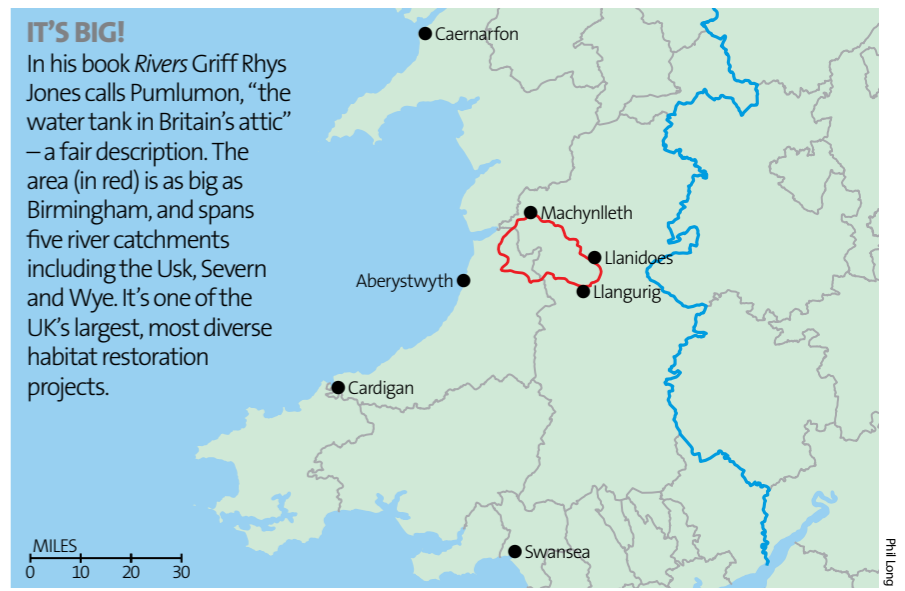 IT'S BIG!
In his book Rivers Griff Rhys
Jones calls Pumlumon, “the
water tank in Britain's attic”
– a fair description. The
area (in red) is as big as
Birmingham, and spans
five river catchments
including the Usk, Severn
and Wye. It's one of the
UK's largest, most diverse
habitat restoration
projects.
Caernarfon
Machynlleth
Llanidoes
Aberystwyth
Llangurig
Cardigan
Swansea
MILES
0 10 20 30
Phil Long